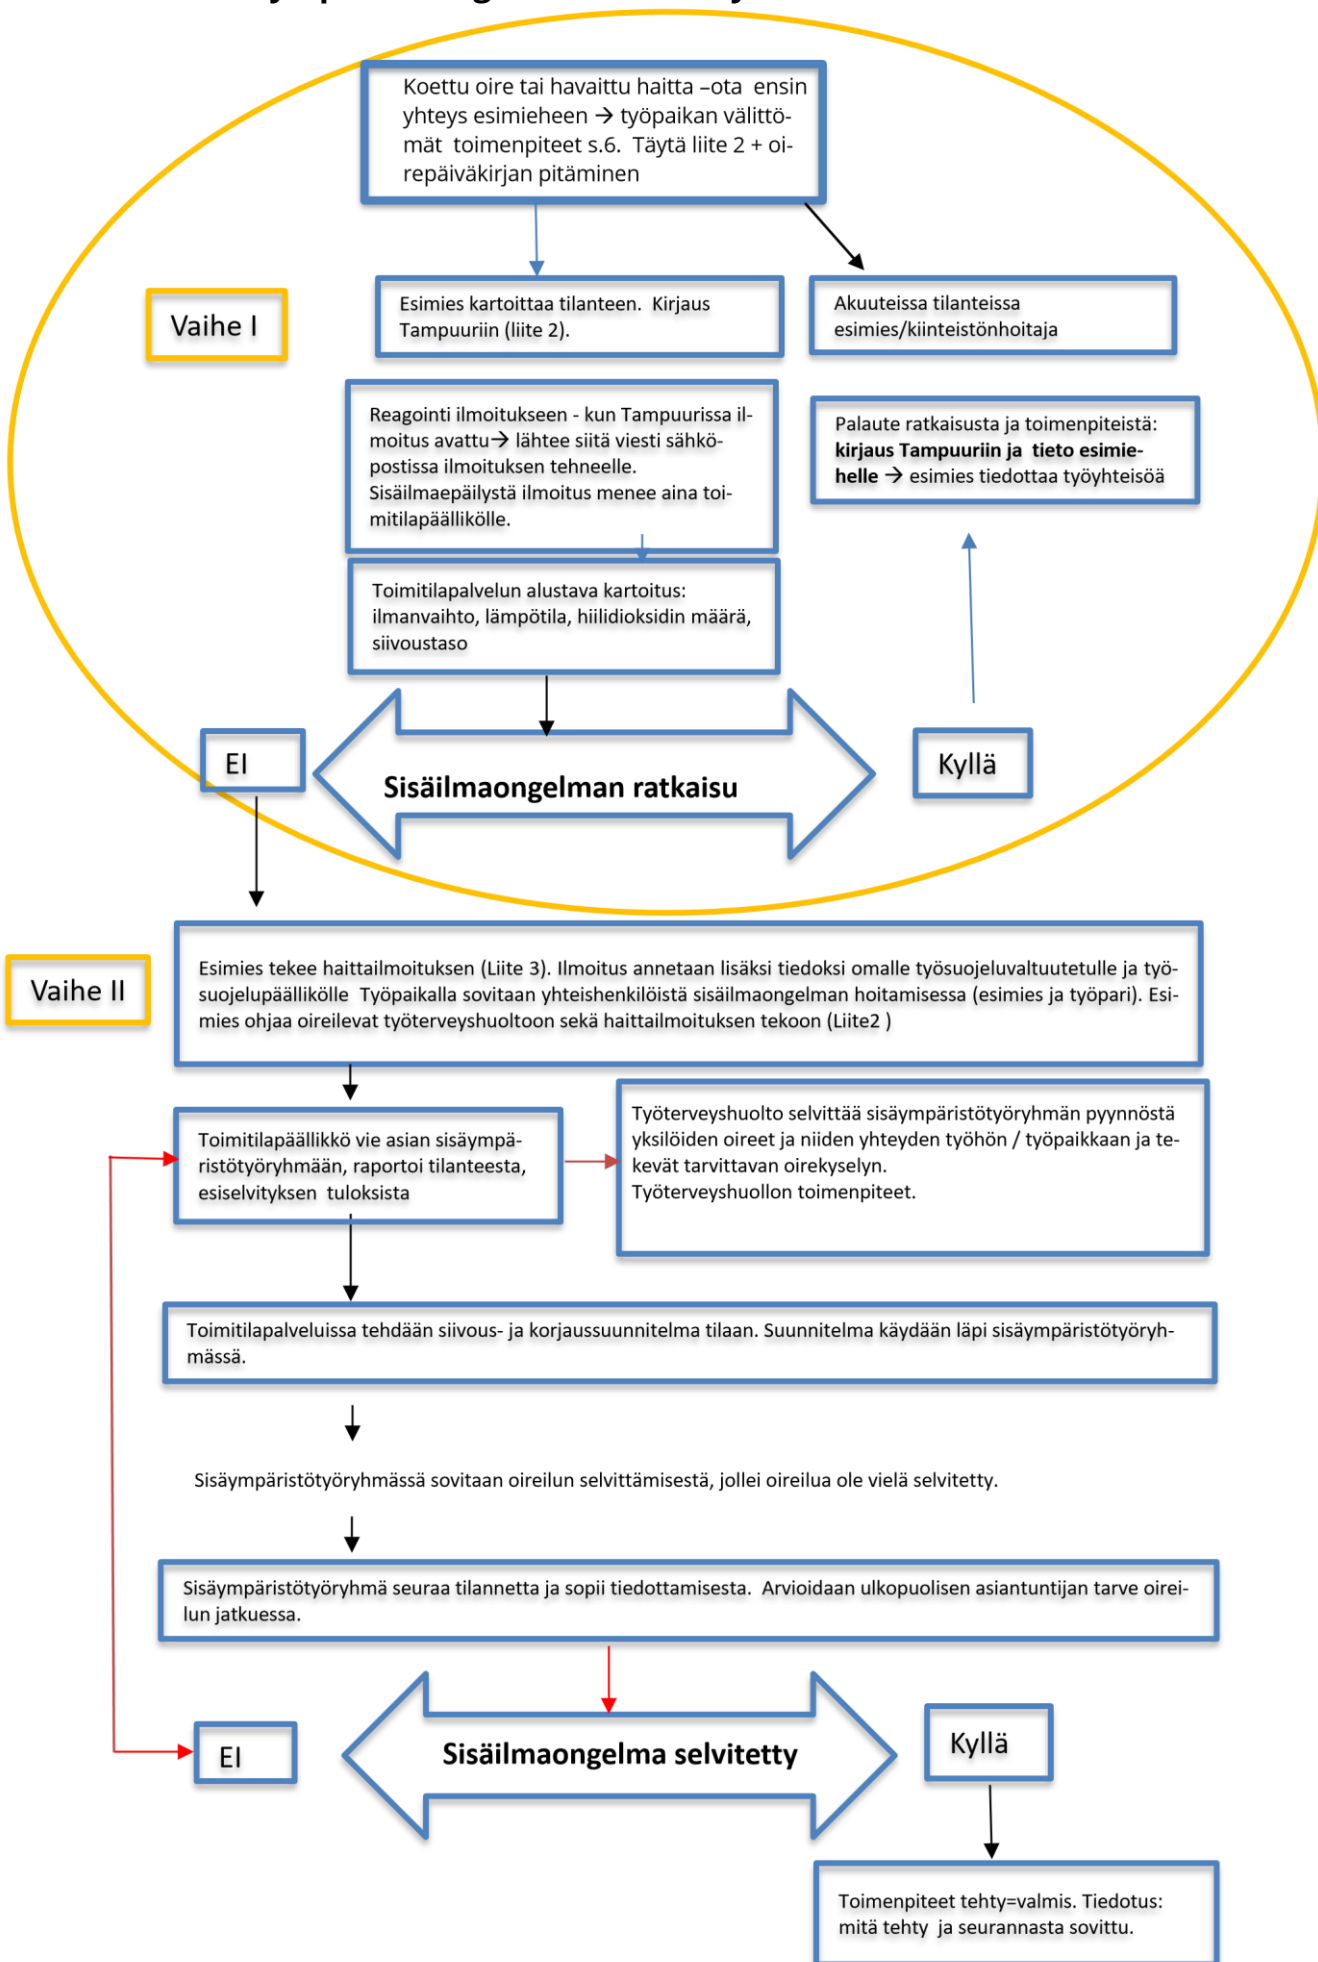 Koettu oire tai havaittu haitta –ota ensin
yhteys esimieheen → työpaikan välittö-
mät toimenpiteet s.6. Täytä liite 2 + oi-
repäiväkirjan pitäminen
Vaihe I
Esimies kartoittaa tilanteen. Kirjaus
Tampuuriin (liite 2).
Akuuteissa tilanteissa
esimies/kiinteistönhoitaja
Reagointi ilmoitukseen - kun Tampuurissa il-
moitus avattu→ lähtee siitä viesti sähkö-
postissa ilmoituksen tehneelle.
Sisäilmaepäilystä ilmoitus menee aina toi-
mitilapäällikölle.
Palaute ratkaisusta ja toimenpiteistä:
kirjaus Tampuuriin ja tieto esimie-
helle → esimies tiedottaa työyhteisöä
Toimitilapalvelun alustava kartoitus:
ilmanvaihto, lämpötila, hiilidioksidin määrä,
siivoustaso
EI
Sisäilmaongelman ratkaisu
Kyllä
Vaihe II
Esimies tekee haittailmoituksen (Liite 3). Ilmoitus annetaan lisäksi tiedoksi omalle työsuojeluvaltuutetulle ja työ-
suojelupäällikölle Työpaikalla sovitaan yhteishenkilöistä sisäilmaongelman hoitamisessa (esimies ja työpari). Esi-
mies ohjaa oireilevat työterveyshuoltoon sekä haittailmoituksen tekoon (Liite2 )
Toimitilapäällikkö vie asian sisäympä-
ristötyöryhmään, raportoi tilanteesta,
esiselvityksen tuloksista
Työterveyshuolto selvittää sisäympäristötyöryhmän pyynnöstä
yksilöiden oireet ja niiden yhteyden työhön / työpaikkaan ja te-
kevät tarvittavan oirekyselyn.
Työterveyshuollon toimenpiteet.
Toimitilapalveluissa tehdään siivous- ja korjaussuunnitelma tilaan. Suunnitelma käydään läpi sisäympäristötyöryh-
mässä.
Sisäympäristötyöryhmässä sovitaan oireilun selvittämisestä, jollei oireilua ole vielä selvitetty.
Sisäympäristötyöryhmä seuraa tilannetta ja sopii tiedottamisesta. Arvioidaan ulkopuolisen asiantuntijan tarve oirei-
lun jatkuessa.
EI
Sisäilmaongelma selvitetty
Kyllä
Toimenpiteet tehty=valmis. Tiedotus:
mitä tehty ja seurannasta sovittu.